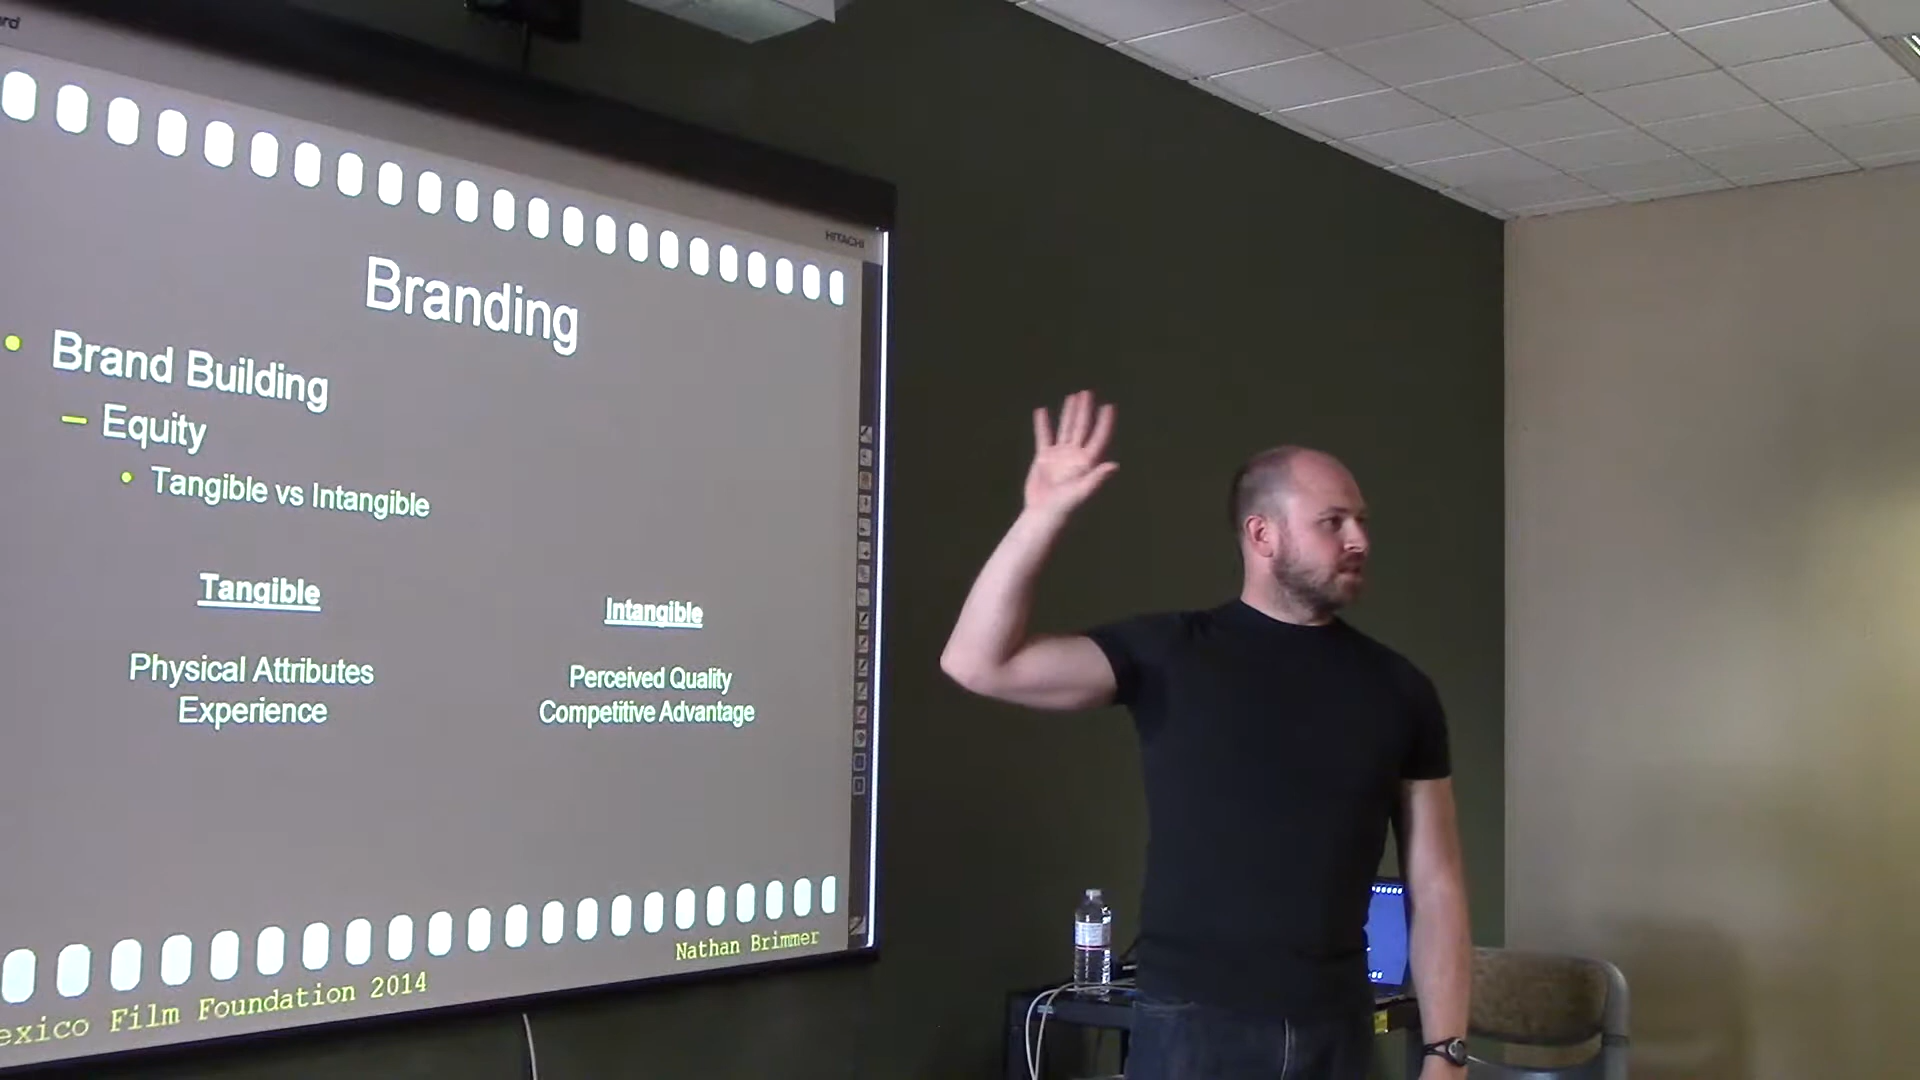 HITACHI
Branding
• Brand Building
– Equity
• Tangible vs Intangible
Tangible
Intangible
Physical Attributes
Experience
Perceived Quality
Competitive Advantage
Nathan Brimmer
exico Film Foundation 2014